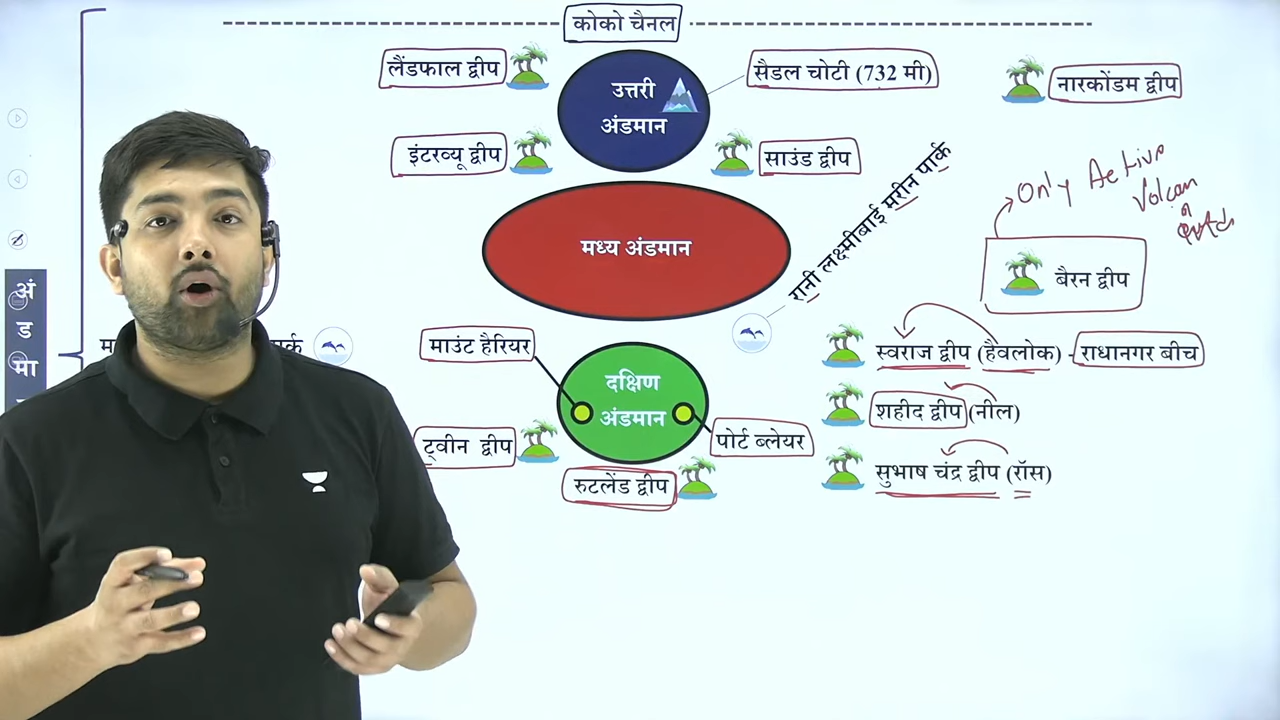 कोको चैनल
लैंडफाल द्वीप
उत्तरी
अंडमान
सैडल चोटी (732 मी)
नारकोंडम द्वीप
इंटरव्यू द्वीप
साउंड द्वीप
रानी लक्ष्मीबाई मरीन पार्क
Only Active
Volcan
मध्य अंडमान
बैरन द्वीप
अं
ड
मा
र्क
माउंट हैरियर
दक्षिण
अंडमान
स्वराज द्वीप (हैवलोक) - राधानगर बीच
शहीद द्वीप (नील)
ट्वीन द्वीप
पोर्ट ब्लेयर
सुभाष चंद्र द्वीप (रॉस)
रुटलेंड द्वीप